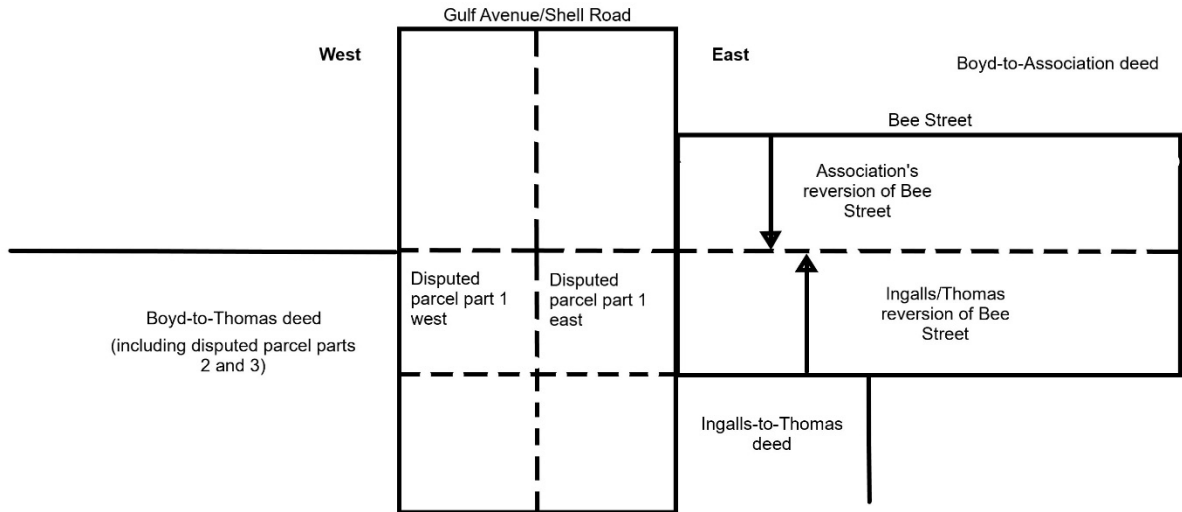 Gulf Avenue/Shell Road
West
East
Boyd-to-Association deed
Bee Street
Association's
reversion of Bee
Street
Disputed
parcel part 1
west
Disputed
parcel part 1
east
Ingalls/Thomas
reversion of Bee
Street
Boyd-to-Thomas deed
(including disputed parcel parts
2 and 3)
Ingalls-to-Thomas
deed